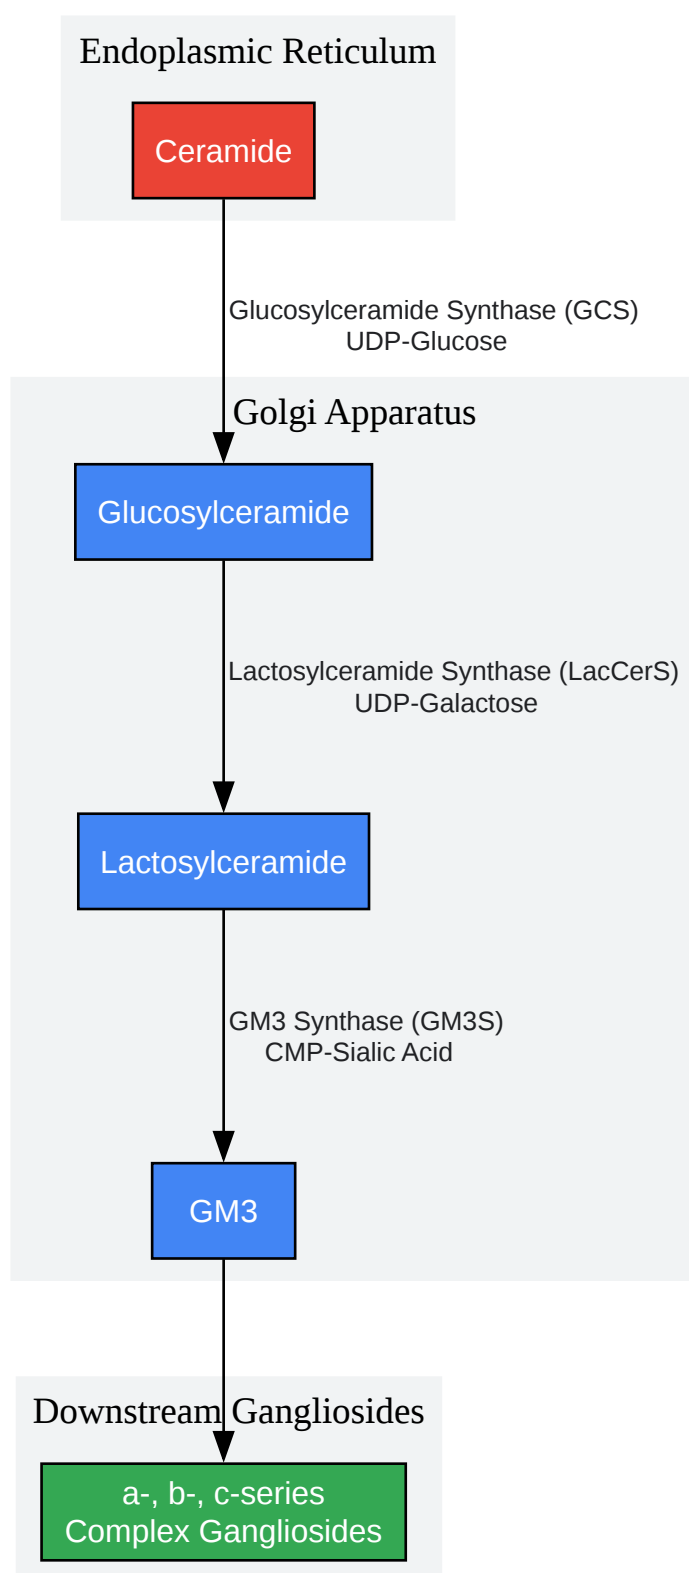 Endoplasmic Reticulum
Ceramide
Glucosylceramide Synthase (GCS)
UDP-Glucose
Golgi Apparatus
Glucosylceramide
Lactosylceramide Synthase (LacCerS)
UDP-Galactose
Lactosylceramide
GM3 Synthase (GM3S)
CMP-Sialic Acid
GM3
Downstream Gangliosides
a-, b-, c-series
Complex Gangliosides